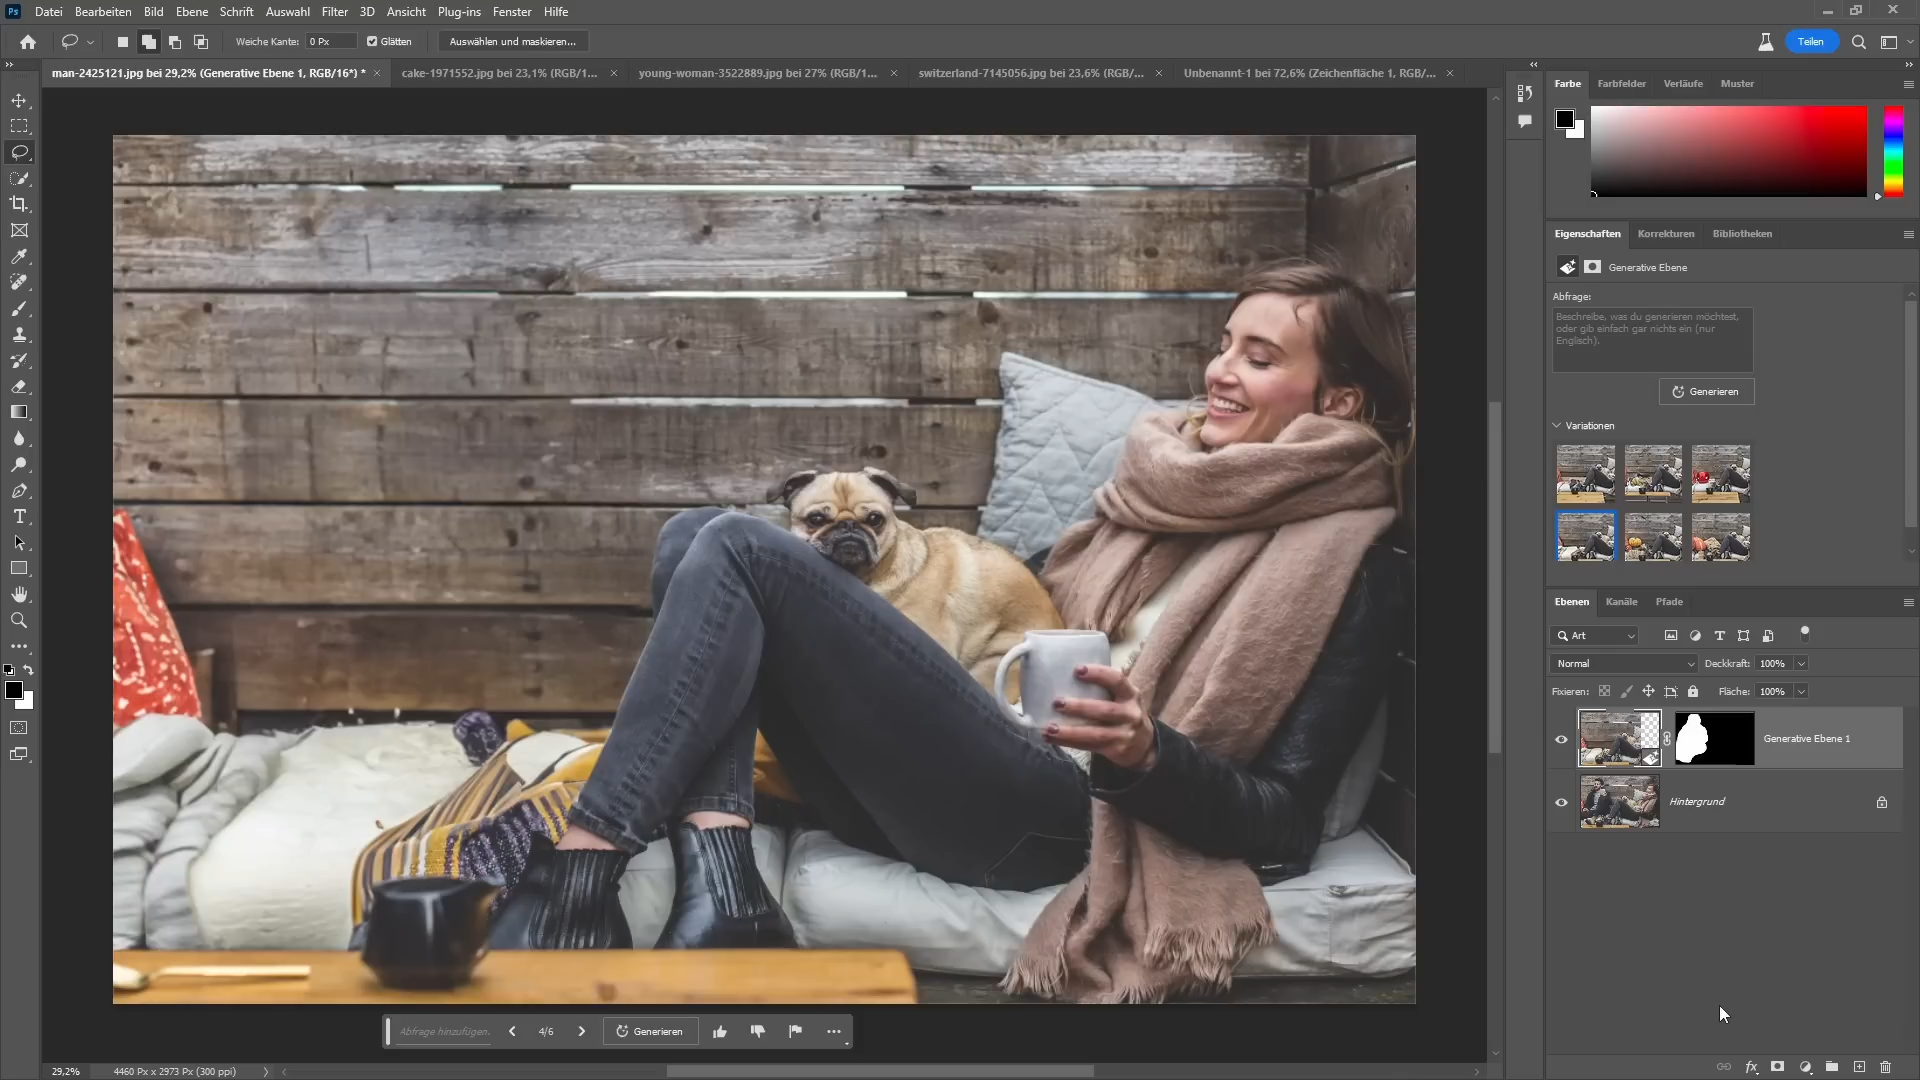 Ps Datei Bearbeiten Bild Ebene Schrift Auswahl Filter 3D Ansicht Plug-ins Fenster Hilfe
Weiche Kante: 0 Px Glätten Auswählen und maskieren... Teilen
man-2425121.jpg bei 29,2% (Generative Ebene 1, RGB/16*) * cake-1971552.jpg bei 23,1% (RGB/1... young-woman-3522889.jpg bei 27% (RGB/1... switzerland-7145056.jpg bei 23,6% (RGB/... Unbenannt-1 bei 72,6% (Zeichenfläche 1, RGB/...
Farbe Farbfelder Verläufe Muster
Eigenschaften Korrekturen Bibliotheken
Generative Ebene
Abfrage:
Beschreibe, was du generieren möchtest,
oder gib einfach gar nichts ein (nur
Englisch).
Generieren
Variationen
Ebenen Kanäle Pfade
Art
Normal Deckkraft: 100%
Fixieren: Fläche: 100%
Generative Ebene 1
Hintergrund
Abfrage hinzufügen. 4/6 Generieren
29,2% 4460 Px x 2973 Px (300 ppi)
fx